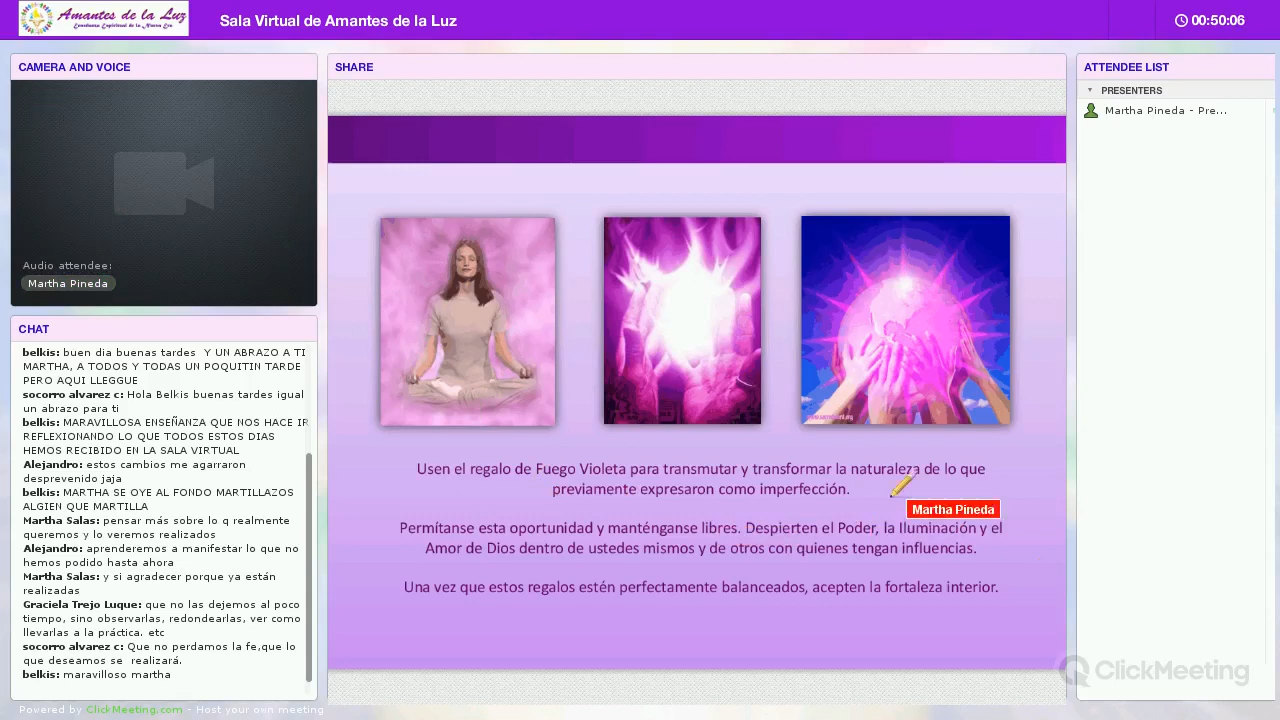 Amantes de la Luz
Enseñanza Espiritual de la Nueva Era
Sala Virtual de Amantes de la Luz
00:50:06
CAMERA AND VOICE
Audio attendee:
Martha Pineda
CHAT
belkis: buen dia buenas tardes Y UN ABRAZO A TI
MARTHA, A TODOS Y TODAS UN POQUITIN TARDE
PERO AQUI LLEGGUE
socorro alvarez c: Hola Belkis buenas tardes igual
un abrazo para ti
belkis: MARAVILLOSA ENSEÑANZA QUE NOS HACE IR
REFLEXIONANDO LO QUE TODOS ESTOS DIAS
HEMOS RECIBIDO EN LA SALA VIRTUAL
Alejandro: estos cambios me agarraron
desprevenido jaja
belkis: MARTHA SE OYE AL FONDO MARTILLAZOS
ALGIEN QUE MARTILLA
Martha Salas: pensar más sobre lo q realmente
queremos y lo veremos realizados
Alejandro: aprenderemos a manifestar lo que no
hemos podido hasta ahora
Martha Salas: y si agradecer porque ya están
realizadas
Graciela Trejo Luque: que no las dejemos al poco
tiempo, sino observarlas, redondearlas, ver como
llevarlas a la práctica. etc
socorro alvarez c: Que no perdamos la fe,que lo
que deseamos se realizará.
belkis: maravilloso martha
Powered by ClickMeeting.com - Host your own meeting
SHARE
Usen el regalo de Fuego Violeta para transmutar y transformar la naturaleza de lo que
previamente expresaron como imperfección.
Martha Pineda
Permítanse esta oportunidad y manténganse libres. Despierten el Poder, la Iluminación y el
Amor de Dios dentro de ustedes mismos y de otros con quienes tengan influencias.
Una vez que estos regalos estén perfectamente balanceados, acepten la fortaleza interior.
ATTENDEE LIST
PRESENTERS
Martha Pineda - Pre...
ClickMeeting